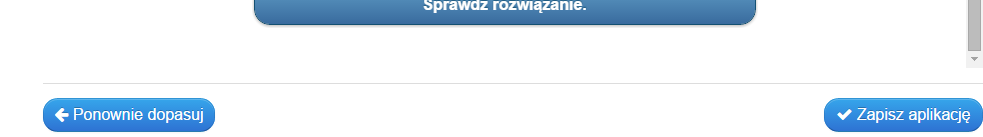 Sprawdź rozwiązanie.
Ponownie dopasuj
Zapisz aplikację